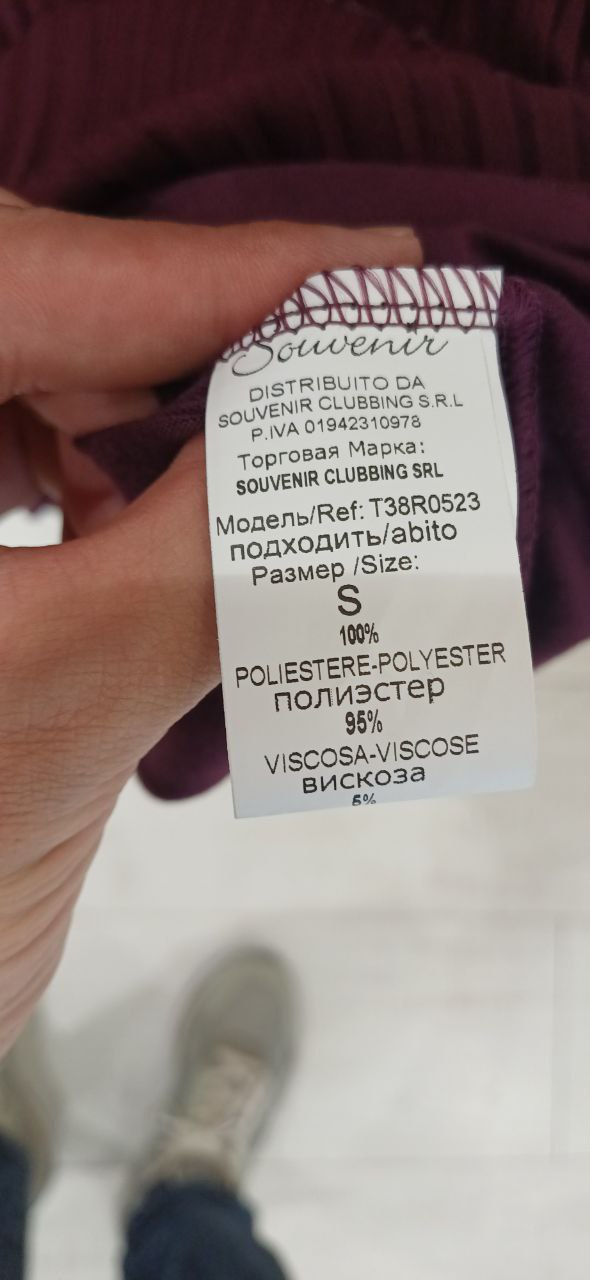 Souvenir
DISTRIBUITO DA
SOUVENIR CLUBBING S.R.L
P.IVA 01942310978
Торговая Марка:
SOUVENIR CLUBBING SRL
Модель/Ref: T38R0523
подходить/abito
Размер /Size:
S
100%
POLIESTERE-POLYESTER
полиэстер
95%
VISCOSA-VISCOSE
вискоза
5%